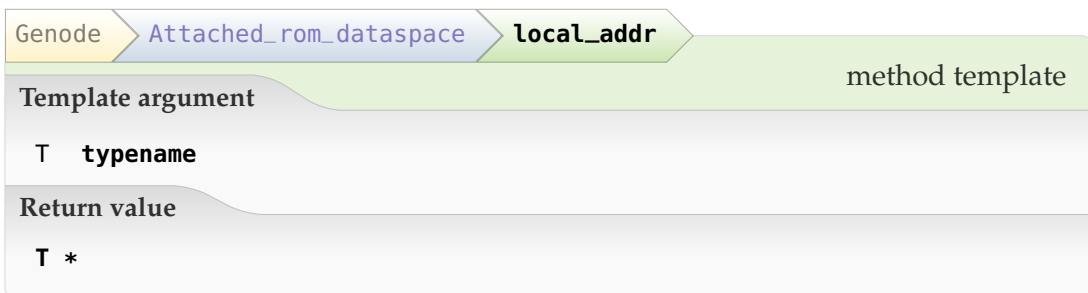 Genode Attached_rom_dataspace local_addr
method template
Template argument
T typename
Return value
T *